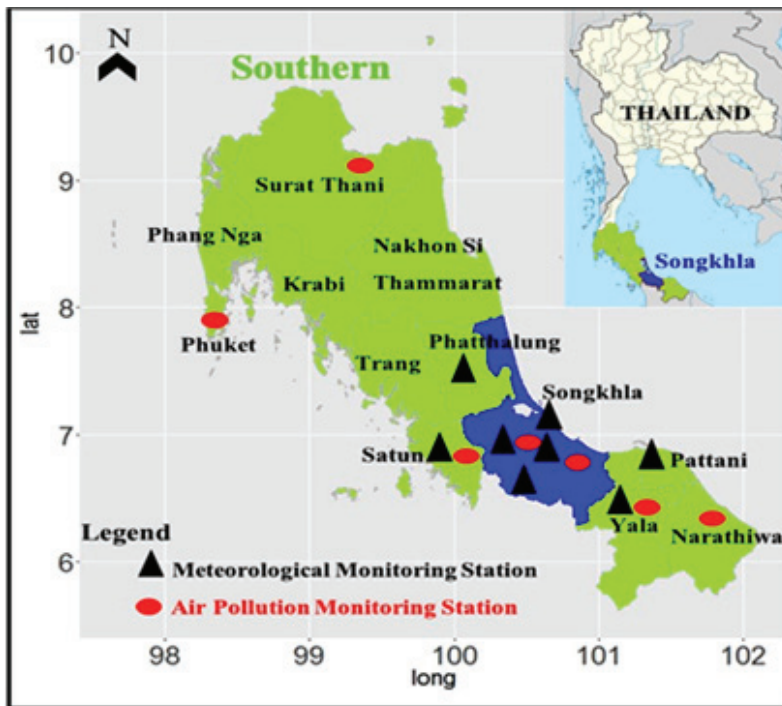 N
Southern
THAILAND
Songkhla
Surat Thani
Phang Nga
Nakhon Si
Krabi
Thammarat
Phuket
Phatthalung
Trang
Songkhla
Satun
Pattani
Yala
Narathiwa
Legend
Meteorological Monitoring Station
Air Pollution Monitoring Station
10
9
8
7
6
lat
98
99
100
101
102
long